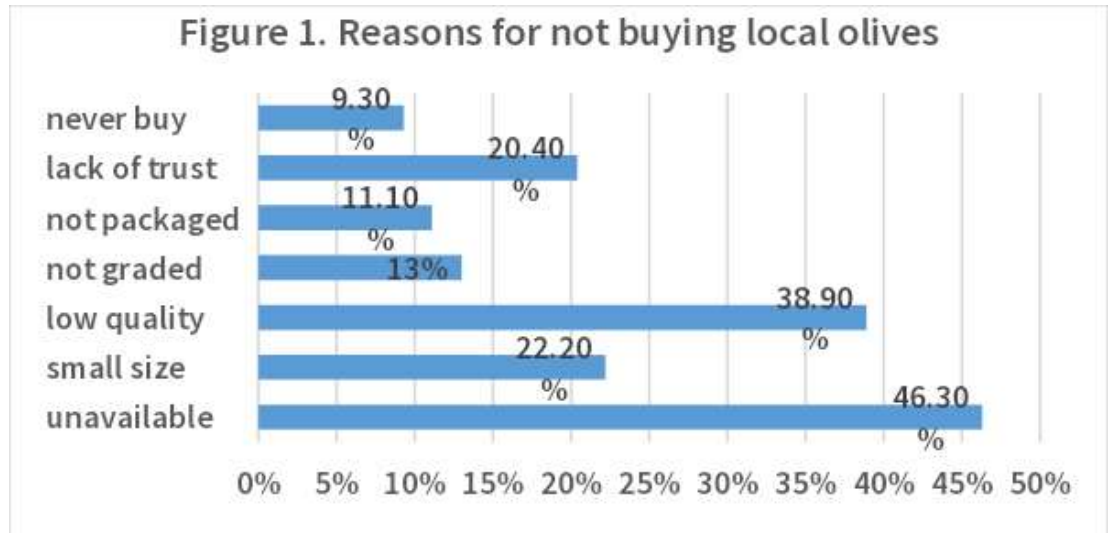 Figure 1. Reasons for not buying local olives
never buy
9.30
%
lack of trust
20.40
%
not packaged
11.10
%
not graded
13%
low quality
38.90
%
small size
22.20
%
unavailable
46.30
%
0% 5% 10% 15% 20% 25% 30% 35% 40% 45% 50%